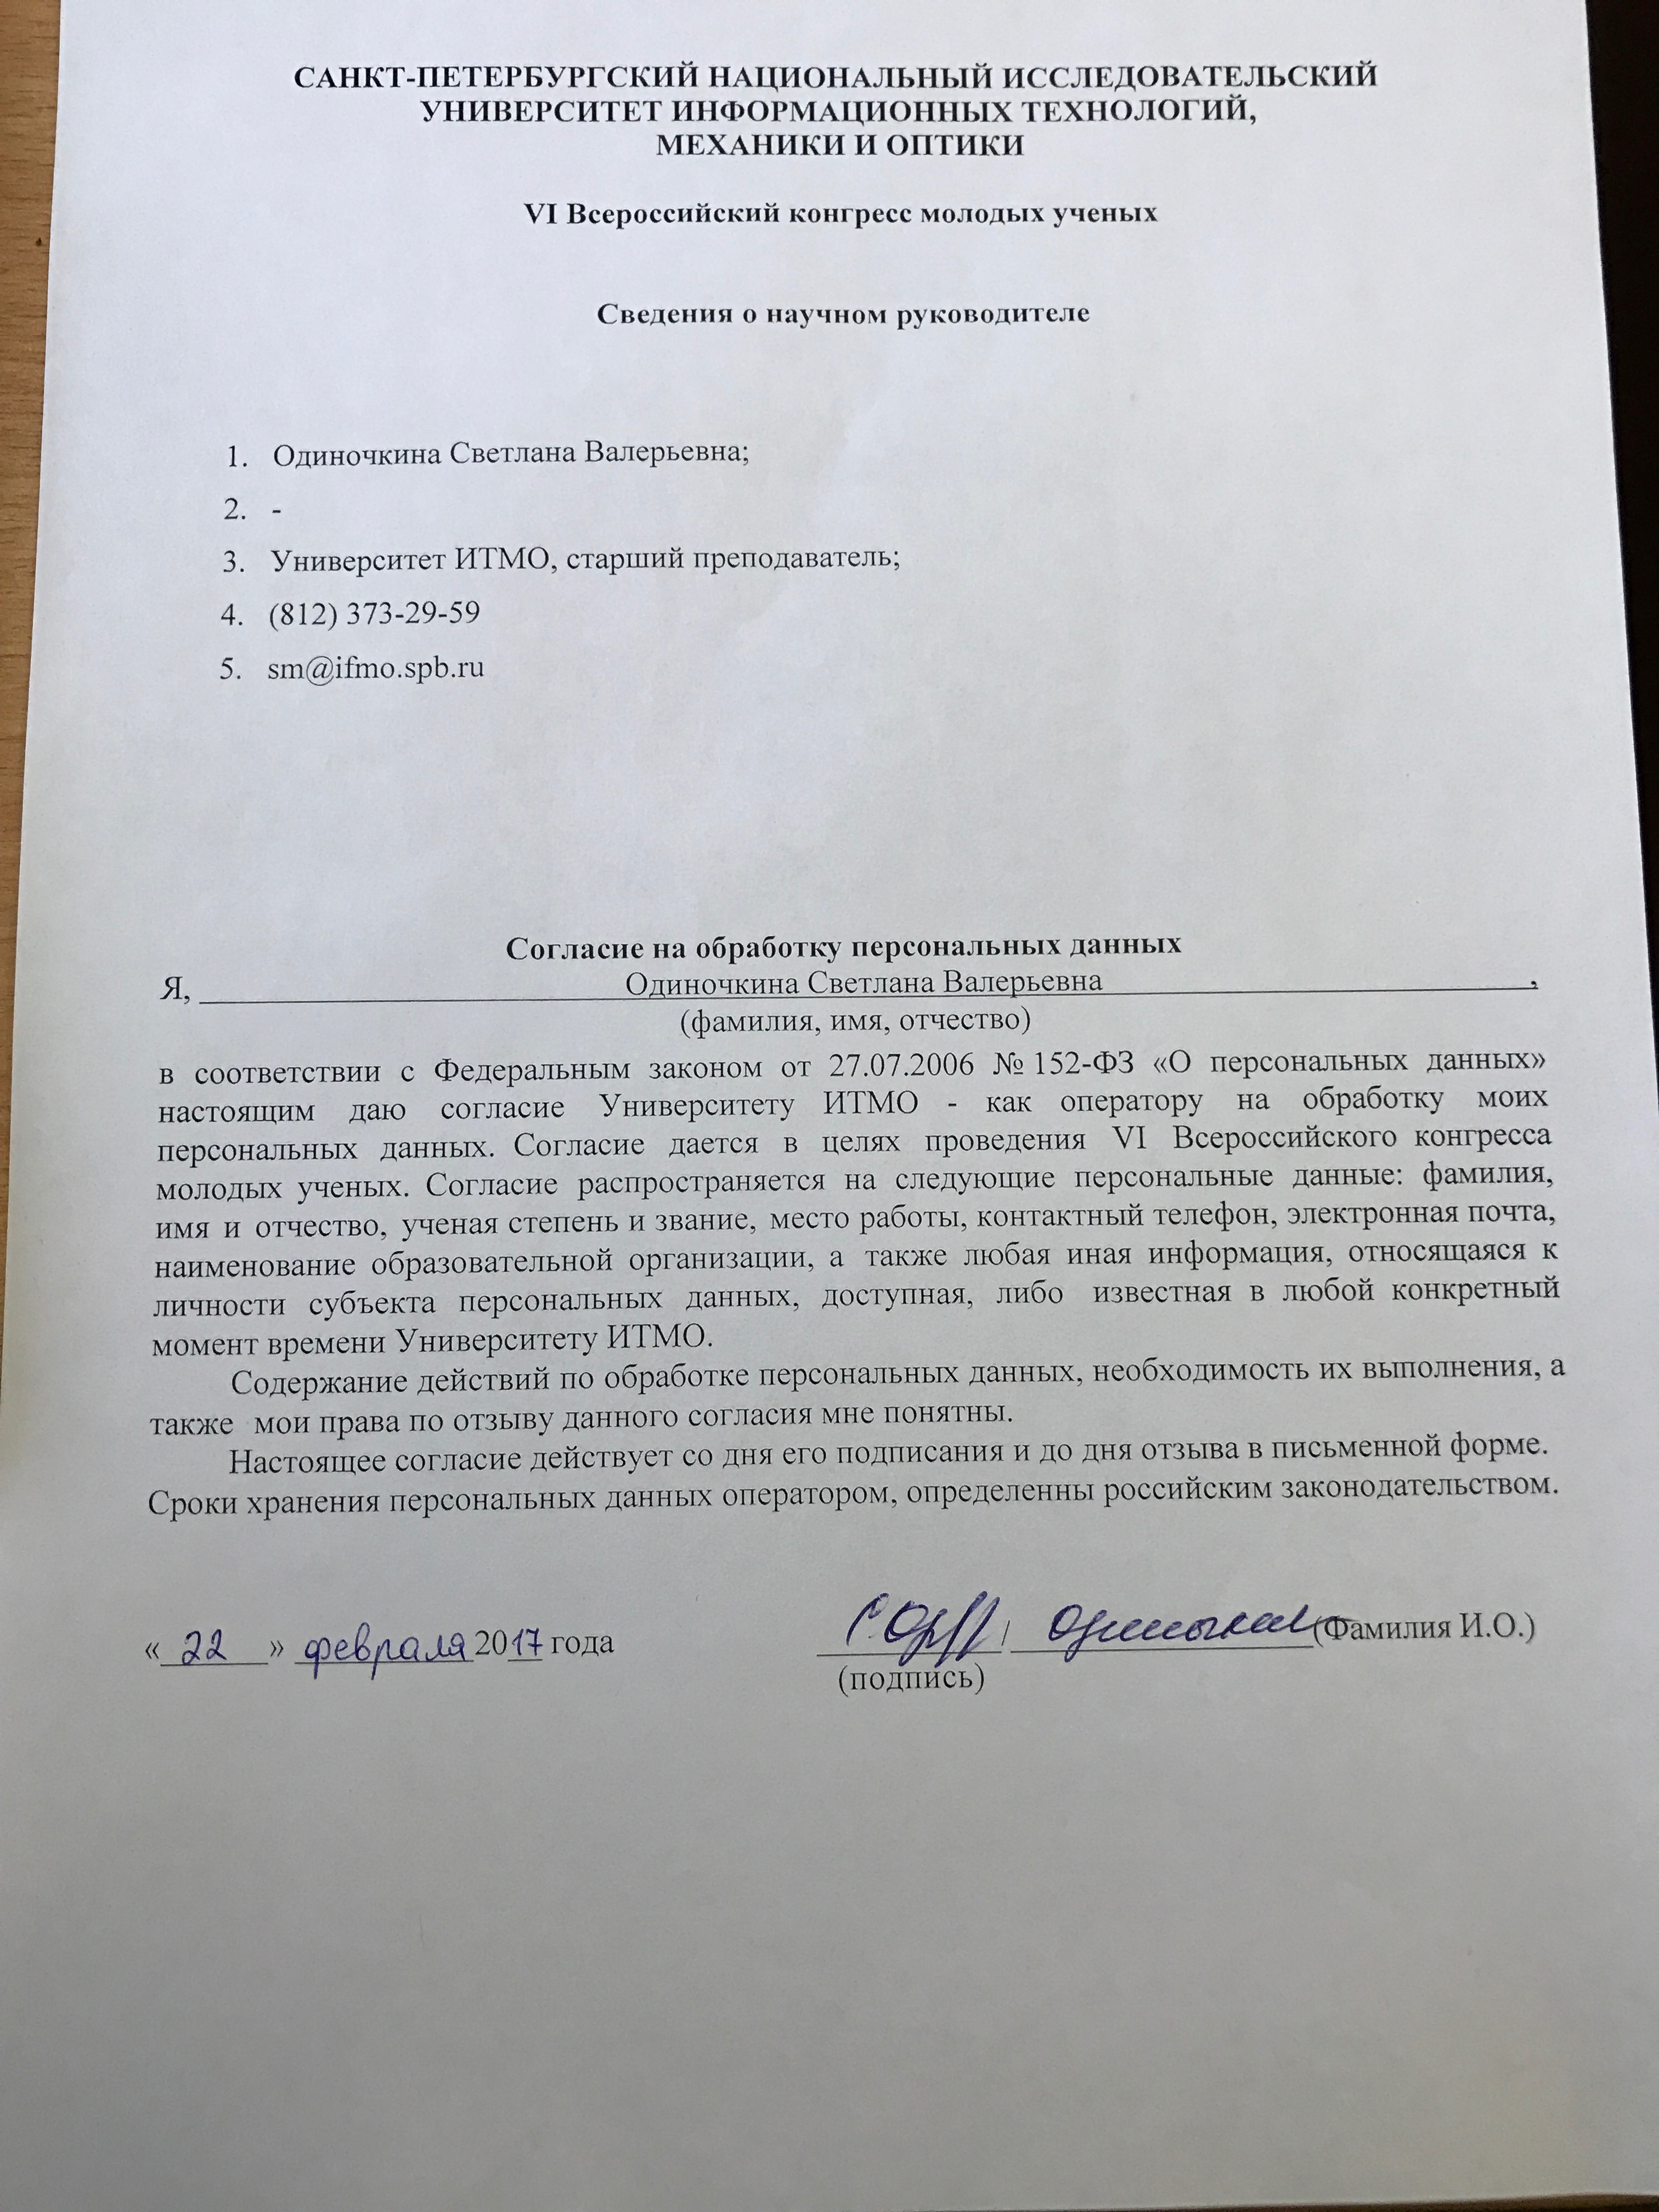 САНКТ-ПЕТЕРБУРГСКИЙ НАЦИОНАЛЬНЫЙ ИССЛЕДОВАТЕЛЬСКИЙ
УНИВЕРСИТЕТ ИНФОРМАЦИОННЫХ ТЕХНОЛОГИЙ,
МЕХАНИКИ И ОПТИКИ
VI Всероссийский конгресс молодых ученых
Сведения о научном руководителе
1. Одиночкина Светлана Валерьевна;
2. -
3. Университет ИТМО, старший преподаватель;
4. (812) 373-29-59
5. sm@ifmo.spb.ru
Согласие на обработку персональных данных
Я, Одиночкина Светлана Валерьевна,
(фамилия, имя, отчество)
в соответствии с Федеральным законом от 27.07.2006 № 152-ФЗ «О персональных данных»
настоящим даю согласие Университету ИТМО - как оператору на обработку моих
персональных данных. Согласие дается в целях проведения VI Всероссийского конгресса
молодых ученых. Согласие распространяется на следующие персональные данные: фамилия,
имя и отчество, ученая степень и звание, место работы, контактный телефон, электронная почта,
наименование образовательной организации, а также любая иная информация, относящаяся к
личности субъекта персональных данных, доступная, либо известная в любой конкретный
момент времени Университету ИТМО.
Содержание действий по обработке персональных данных, необходимость их выполнения, а
также мои права по отзыву данного согласия мне понятны.
Настоящее согласие действует со дня его подписания и до дня отзыва в письменной форме.
Сроки хранения персональных данных оператором, определенны российским законодательством.
«22» февраля 2017 года / (Фамилия И.О.)
(подпись)